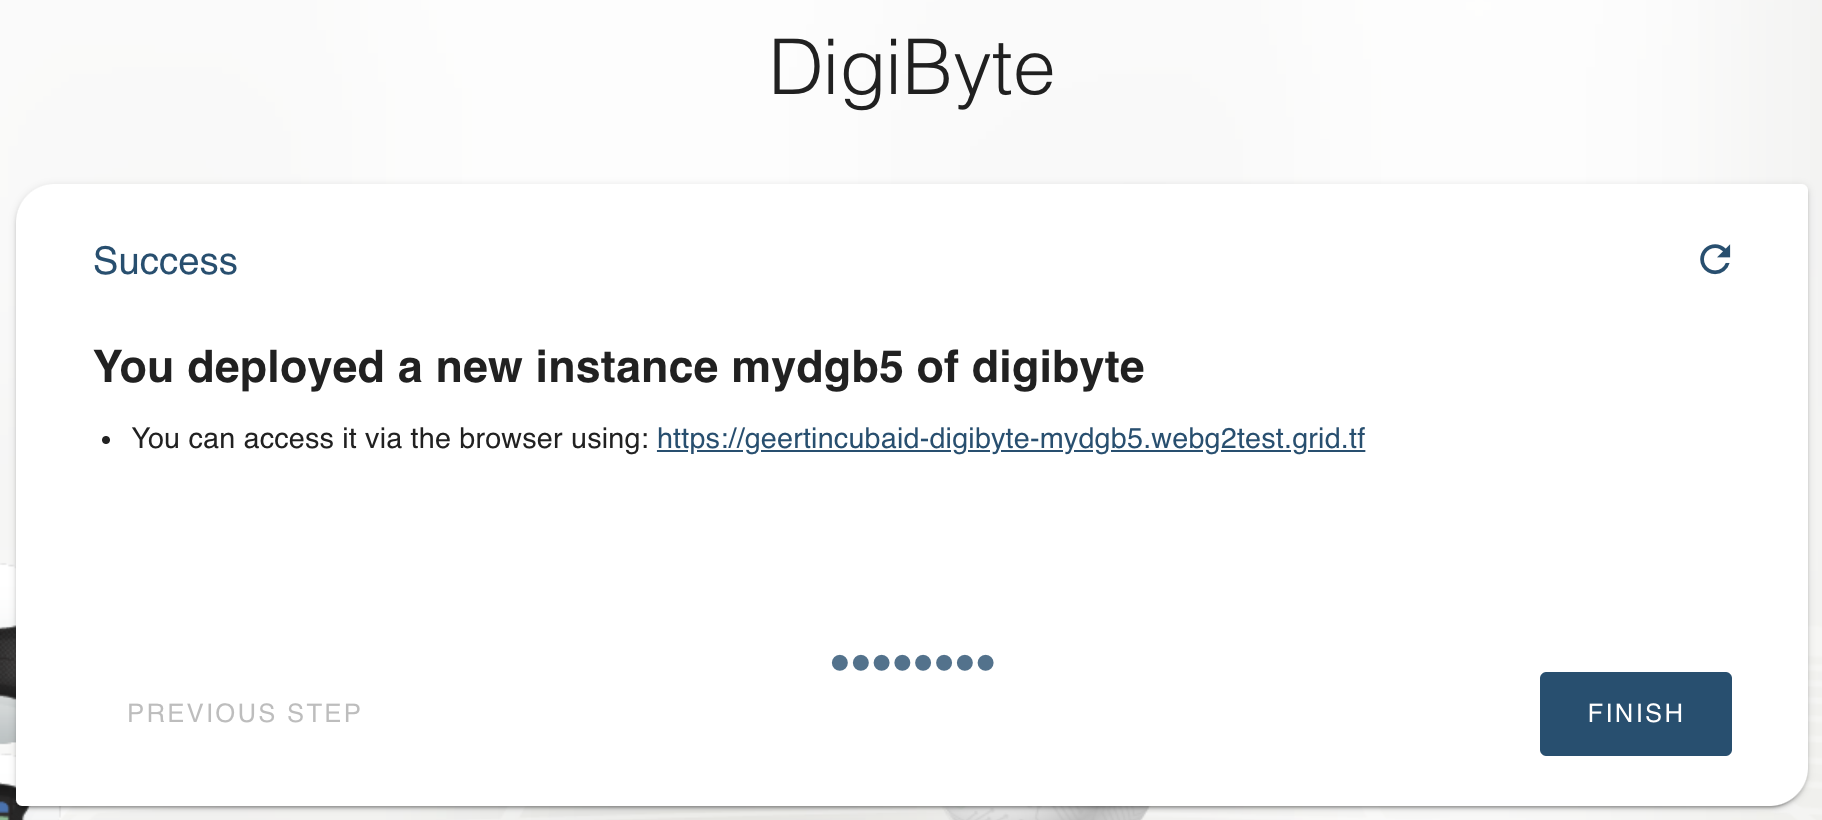 DigiByte
Success
You deployed a new instance mydgb5 of digibyte
You can access it via the browser using: https://geertincubaid-digibyte-mydgb5.webg2test.grid.tf
PREVIOUS STEP
FINISH